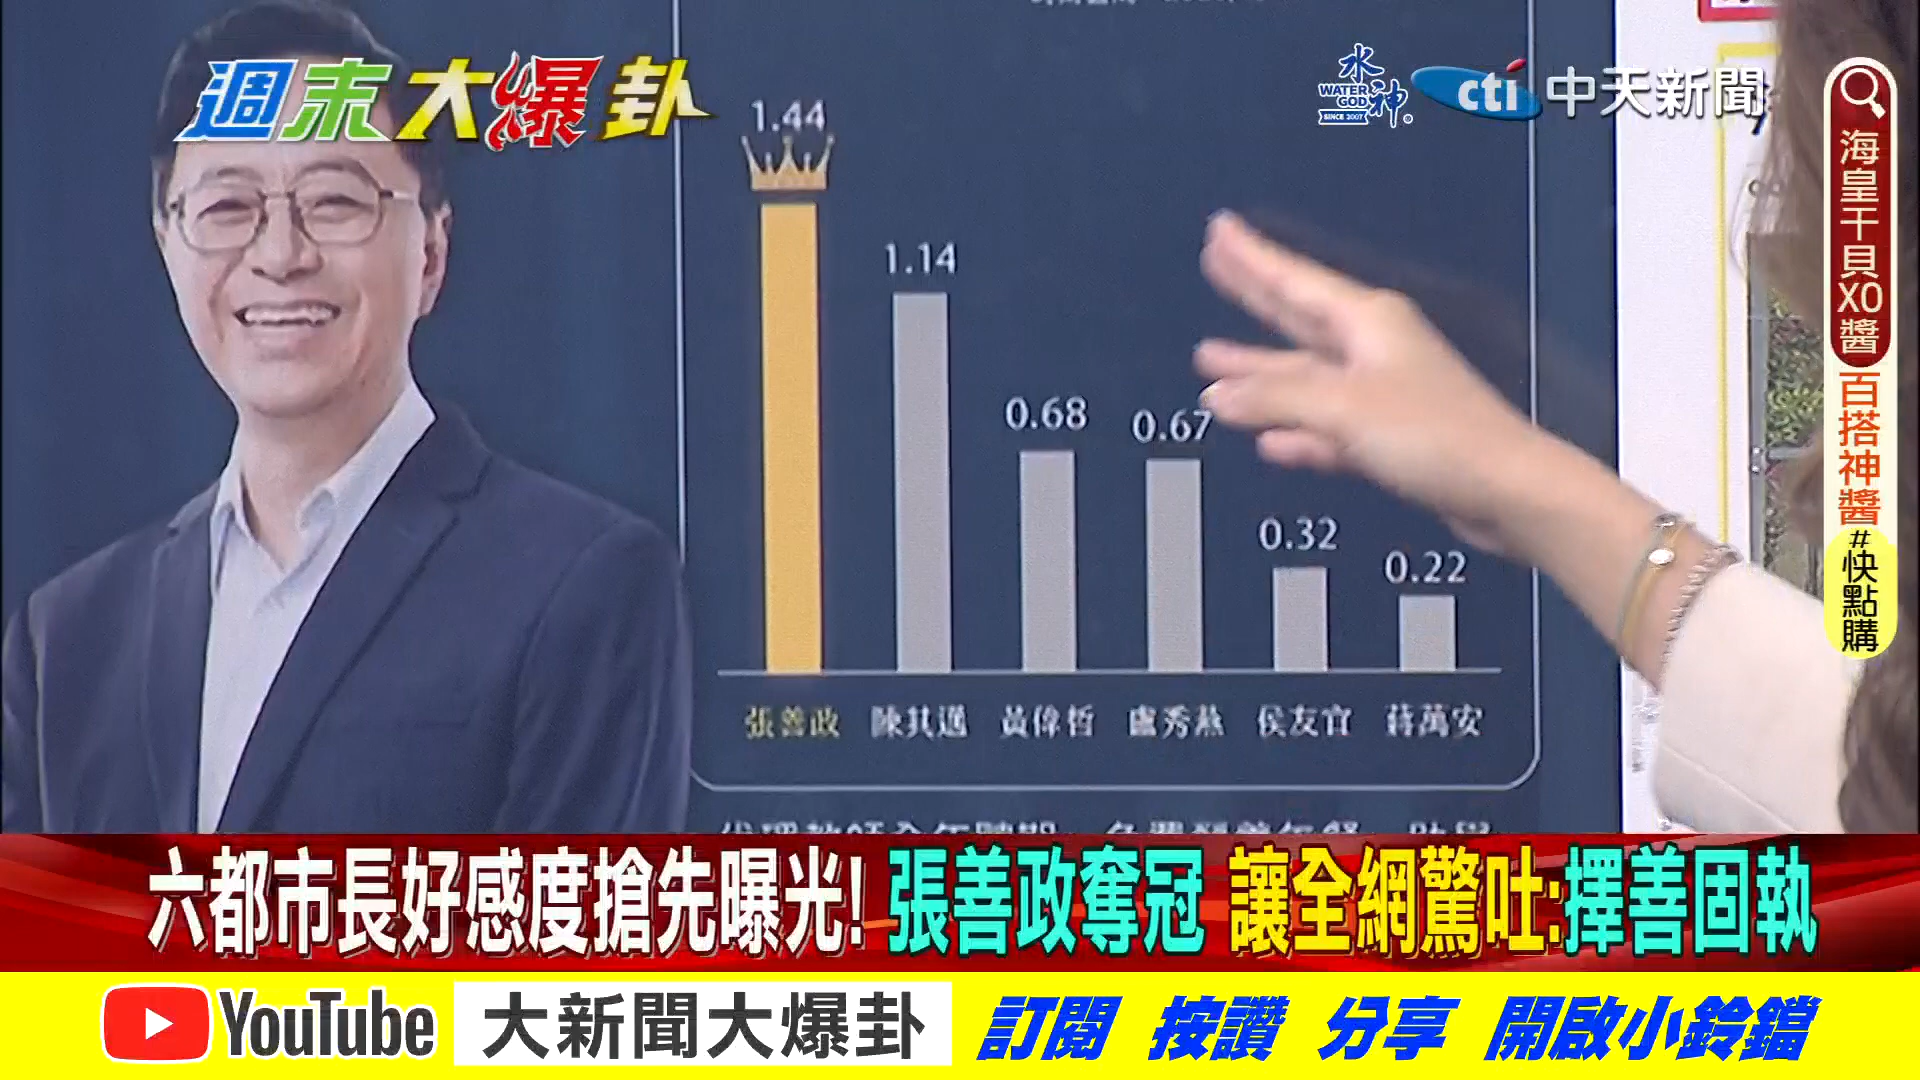 週末大爆卦
水神
WATER GOD
SINCE 2007
cti 中天新聞
海皇干貝XO醬
百搭神醬
#快點購
1.44
1.14
0.68
0.67
0.32
0.22
張善政 陳其邁 黃偉哲 盧秀燕 侯友宜 蔣萬安
六都市長好感度搶先曝光! 張善政奪冠 讓全網驚吐:擇善固執
YouTube 大新聞大爆卦 訂閱 按讚 分享 開啟小鈴鐺